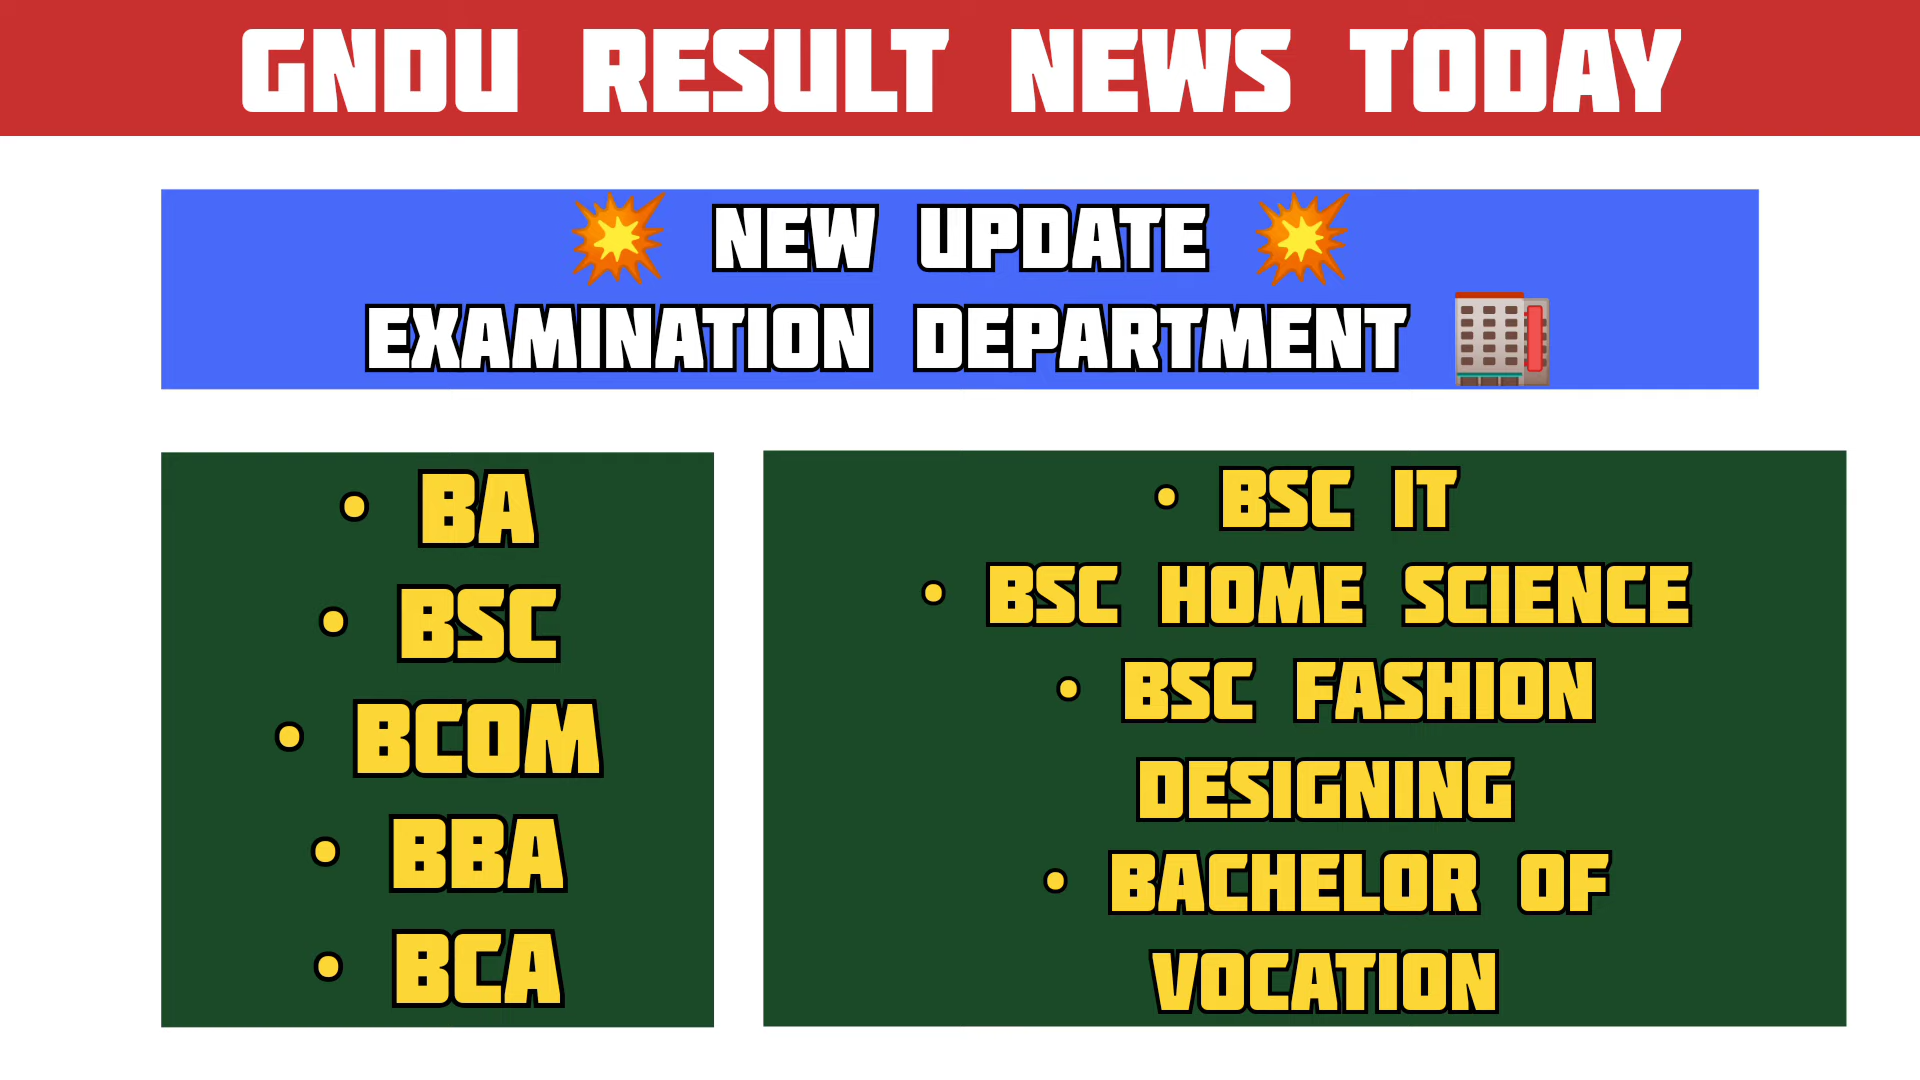 GNDU RESULT NEWS TODAY
💥 NEW UPDATE 💥
EXAMINATION DEPARTMENT 🏬
• BA
• BSC
• BCOM
• BBA
• BCA
• BSC IT
• BSC HOME SCIENCE
• BSC FASHION
DESIGNING
• BACHELOR OF
VOCATION